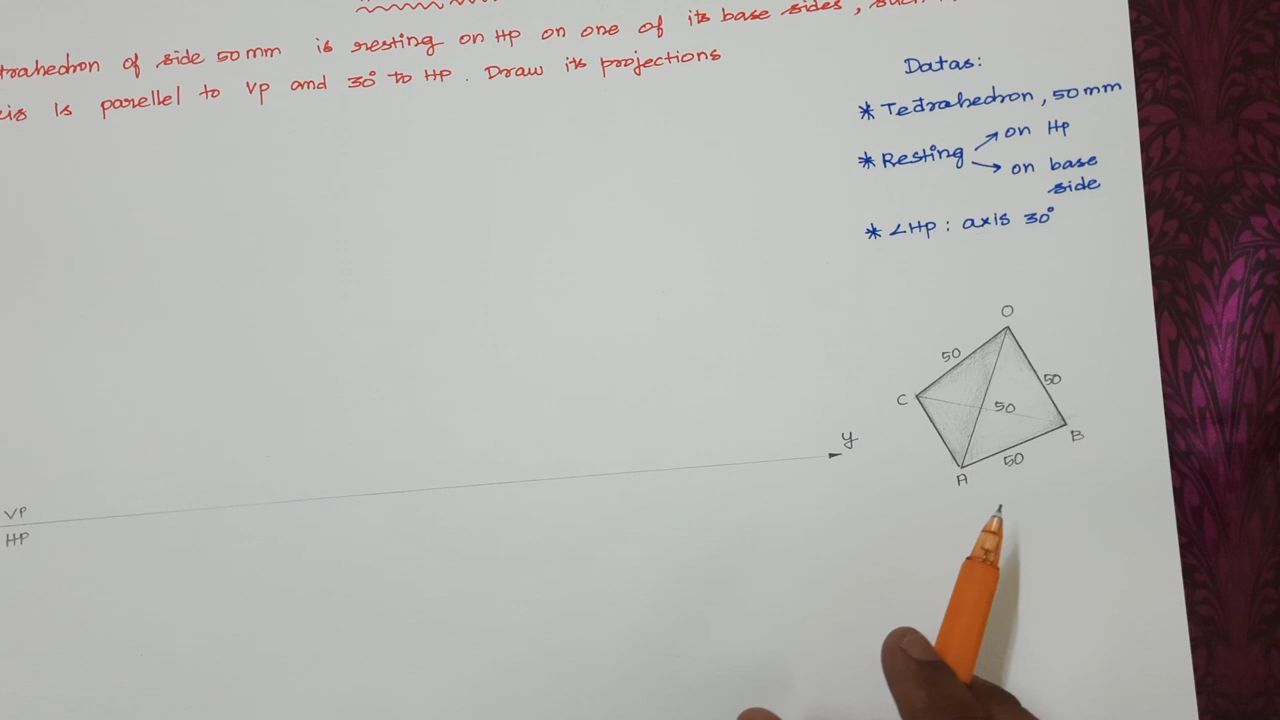 of side 50mm is resting on Hp on one of its base sides,
is parellel to Vp and 30° to HP. Draw its projections
Datas:
* Tetrahedron, 50mm
* Resting → on Hp
→ on base
side
* ∠Hp: axis 30°
O
50
50
C
50
B
50
A
y
VP
HP